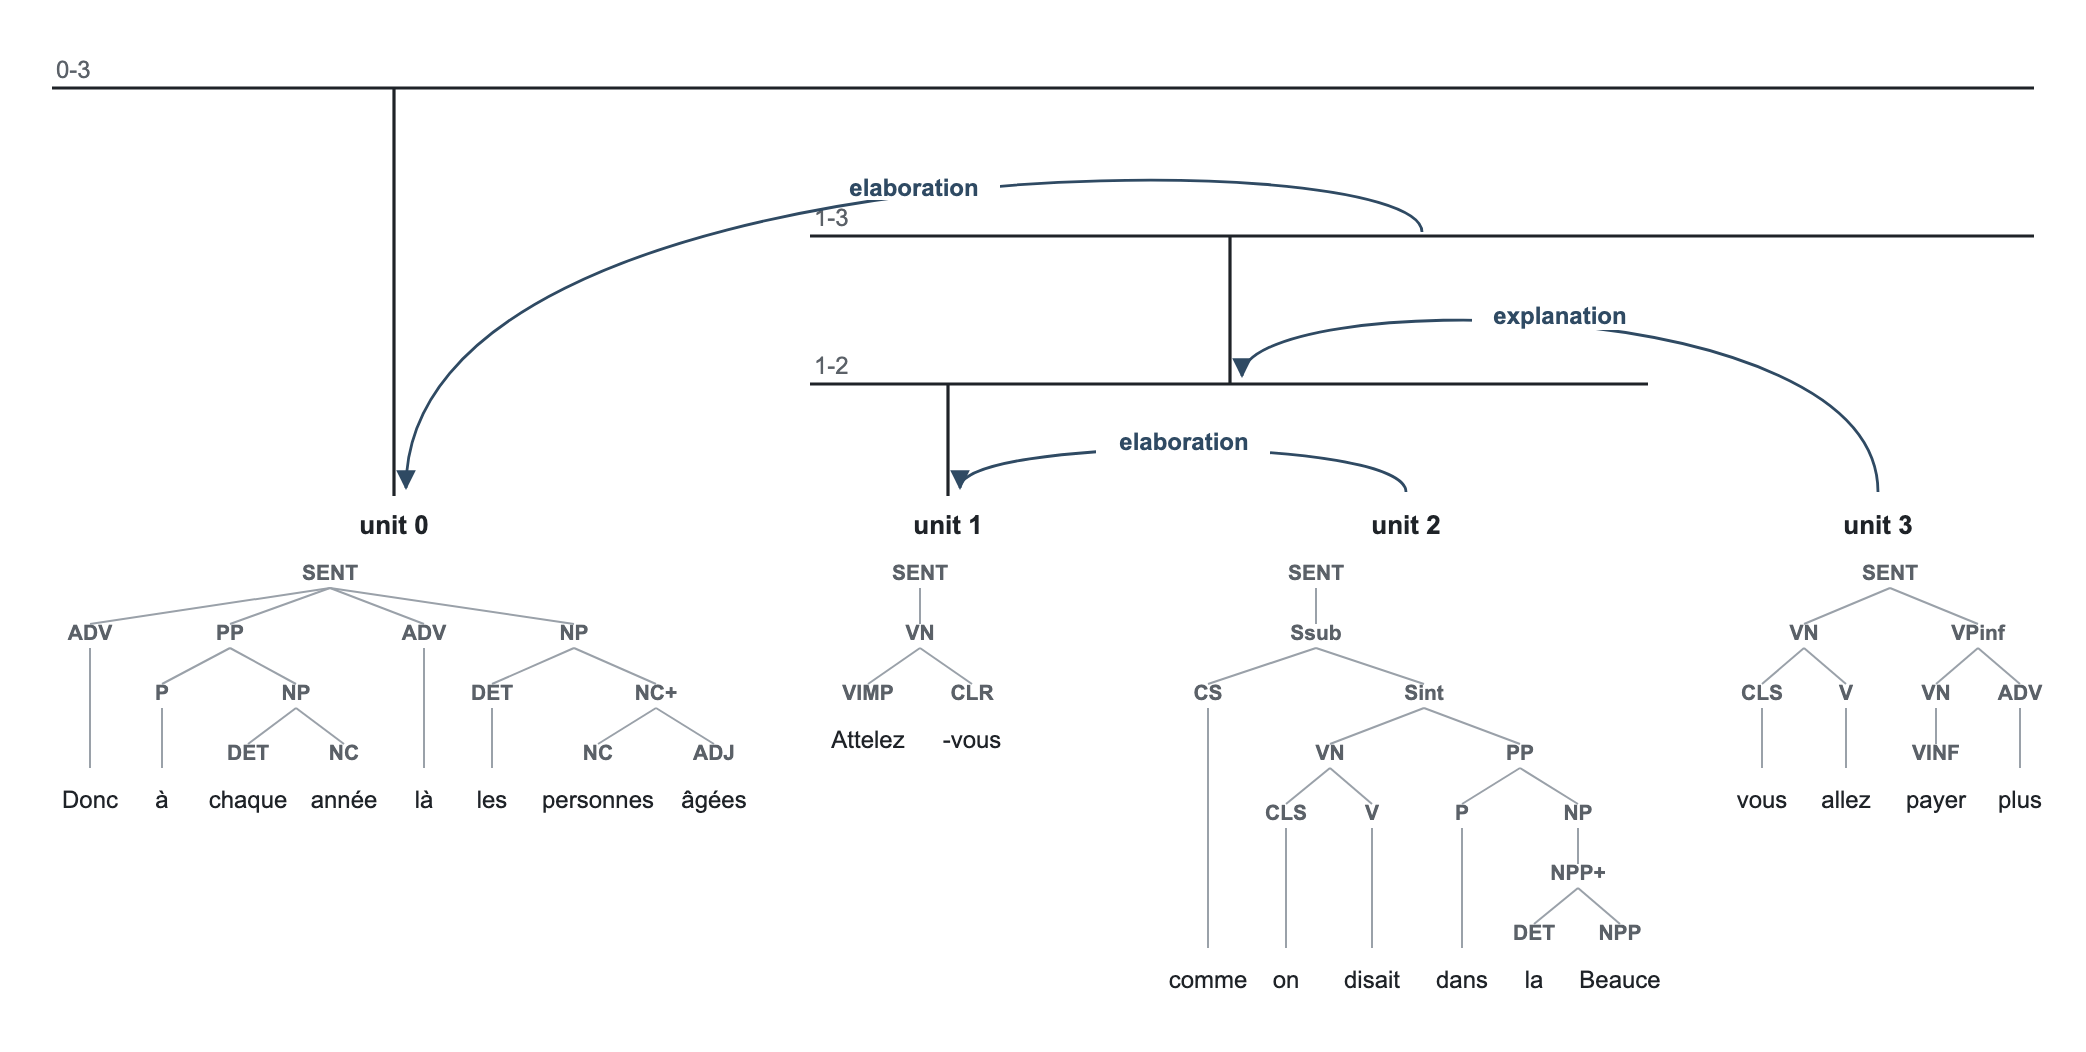 0-3
elaboration
1-3
explanation
1-2
elaboration
unit 0 unit 1 unit 2 unit 3
SENT SENT SENT SENT
ADV PP ADV NP VN Ssub VN VPinf
P NP DET NC+ VIMP CLR CS Sint CLS V VN ADV
Attelez -vous
DET NC NC ADJ VN PP VINF
Donc à chaque année là les personnes âgées vous allez payer plus
CLS V P NP
NPP+
DET NPP
comme on disait dans la Beauce